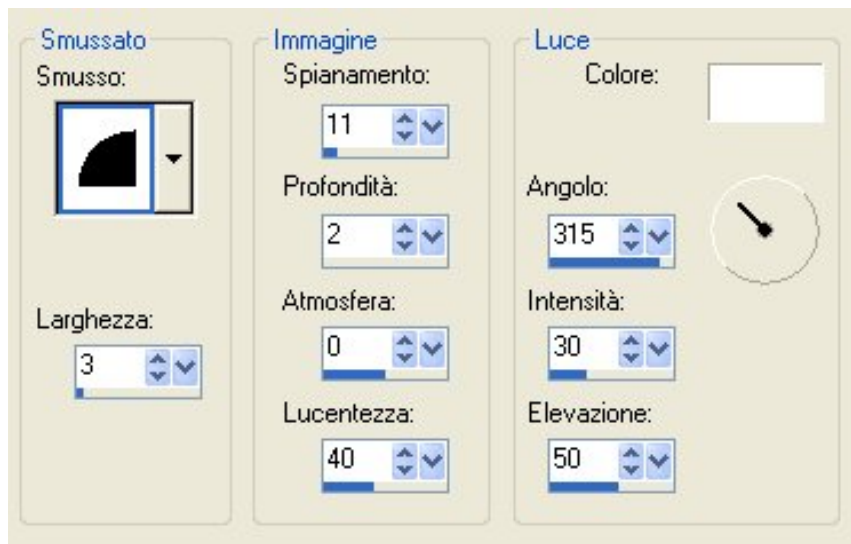 Smussato
Smusso:
Larghezza:
3
Immagine
Spianamento:
11
Profondità:
2
Atmosfera:
0
Lucentezza:
40
Luce
Colore:
Angolo:
315
Intensità:
30
Elevazione:
50